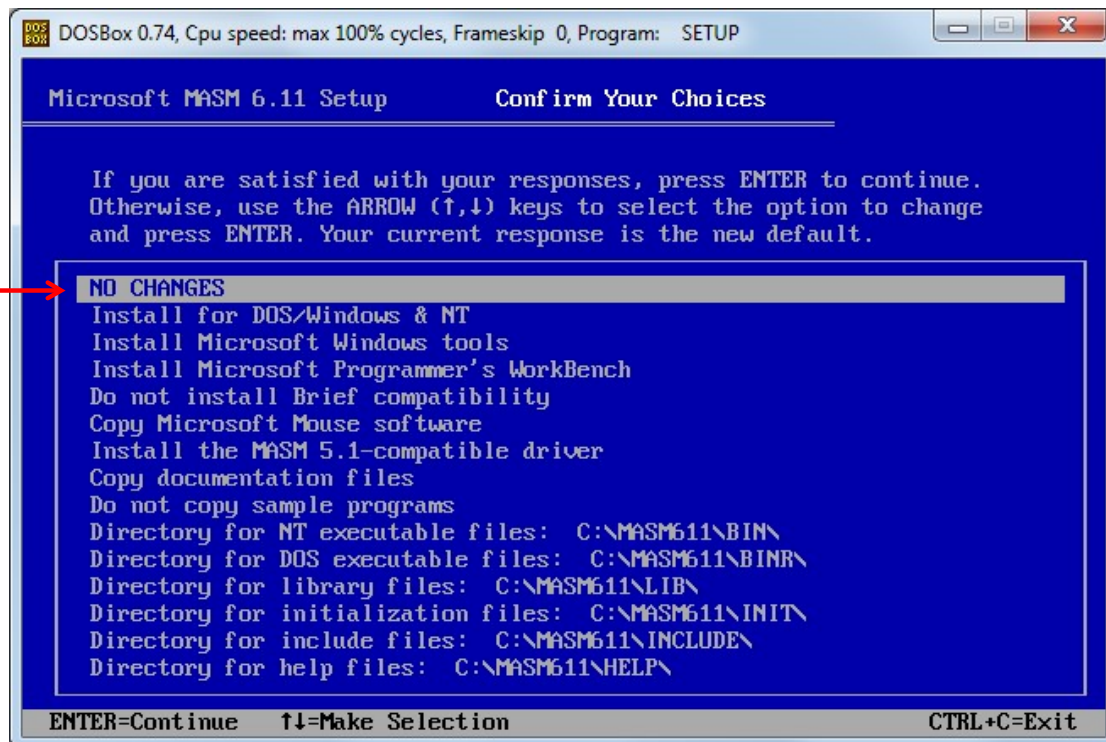 DOS BOX DOSBox 0.74, Cpu speed: max 100% cycles, Frameskip 0, Program: SETUP
Microsoft MASM 6.11 Setup Confirm Your Choices
If you are satisfied with your responses, press ENTER to continue.
Otherwise, use the ARROW (↑,↓) keys to select the option to change
and press ENTER. Your current response is the new default.
NO CHANGES
Install for DOS/Windows & NT
Install Microsoft Windows tools
Install Microsoft Programmer's WorkBench
Do not install Brief compatibility
Copy Microsoft Mouse software
Install the MASM 5.1-compatible driver
Copy documentation files
Do not copy sample programs
Directory for NT executable files: C:\MASM611\BIN\
Directory for DOS executable files: C:\MASM611\BINR\
Directory for library files: C:\MASM611\LIB\
Directory for initialization files: C:\MASM611\INIT\
Directory for include files: C:\MASM611\INCLUDE\
Directory for help files: C:\MASM611\HELP\
ENTER=Continue ↑↓=Make Selection CTRL+C=Exit